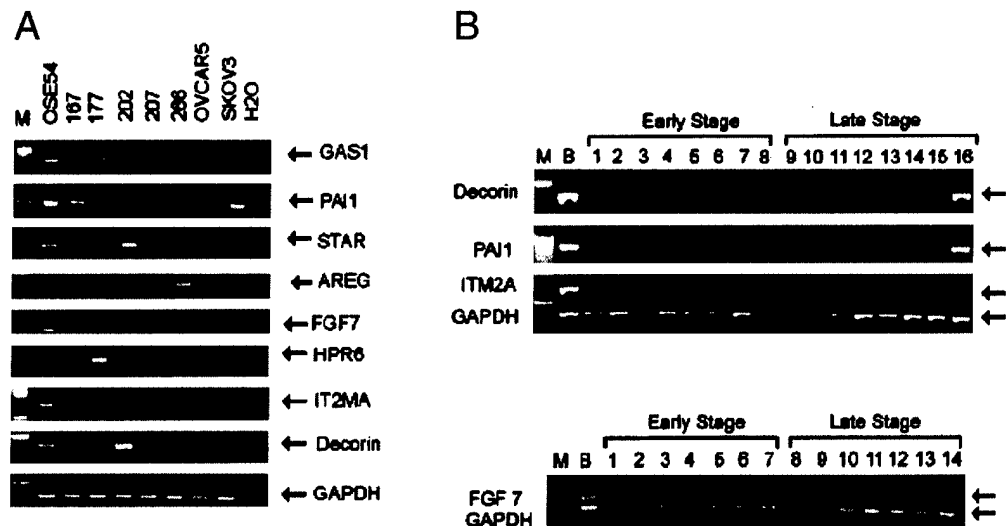 A
M OSE54 167 177 202 207 266 OVCAR5 SKOV3 H2O
← GAS1
← PAI1
← STAR
← AREG
← FGF7
← HPR6
← IT2MA
← Decorin
← GAPDH
B
Early Stage Late Stage
M B 1 2 3 4 5 6 7 8 9 10 11 12 13 14 15 16
Decorin ←
PAI1 ←
ITM2A ←
GAPDH ←
Early Stage Late Stage
M B 1 2 3 4 5 6 7 8 9 10 11 12 13 14
FGF 7 ←
GAPDH ←